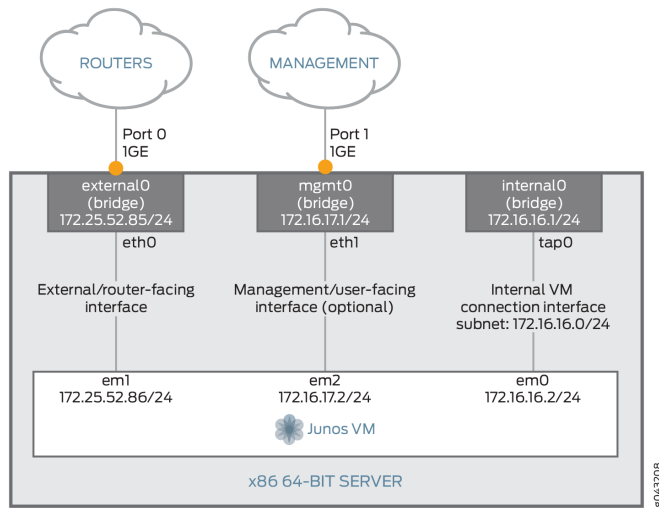 ROUTERS
MANAGEMENT
Port 0
1GE
Port 1
1GE
external0
(bridge)
172.25.52.85/24
mgmt0
(bridge)
172.16.17.1/24
internal0
(bridge)
172.16.16.1/24
eth0
eth1
tap0
External/router-facing
interface
Management/user-facing
interface (optional)
Internal VM
connection interface
subnet: 172.16.16.0/24
em1
172.25.52.86/24
em2
172.16.17.2/24
em0
172.16.16.2/24
Junos VM
x86 64-BIT SERVER
g043208